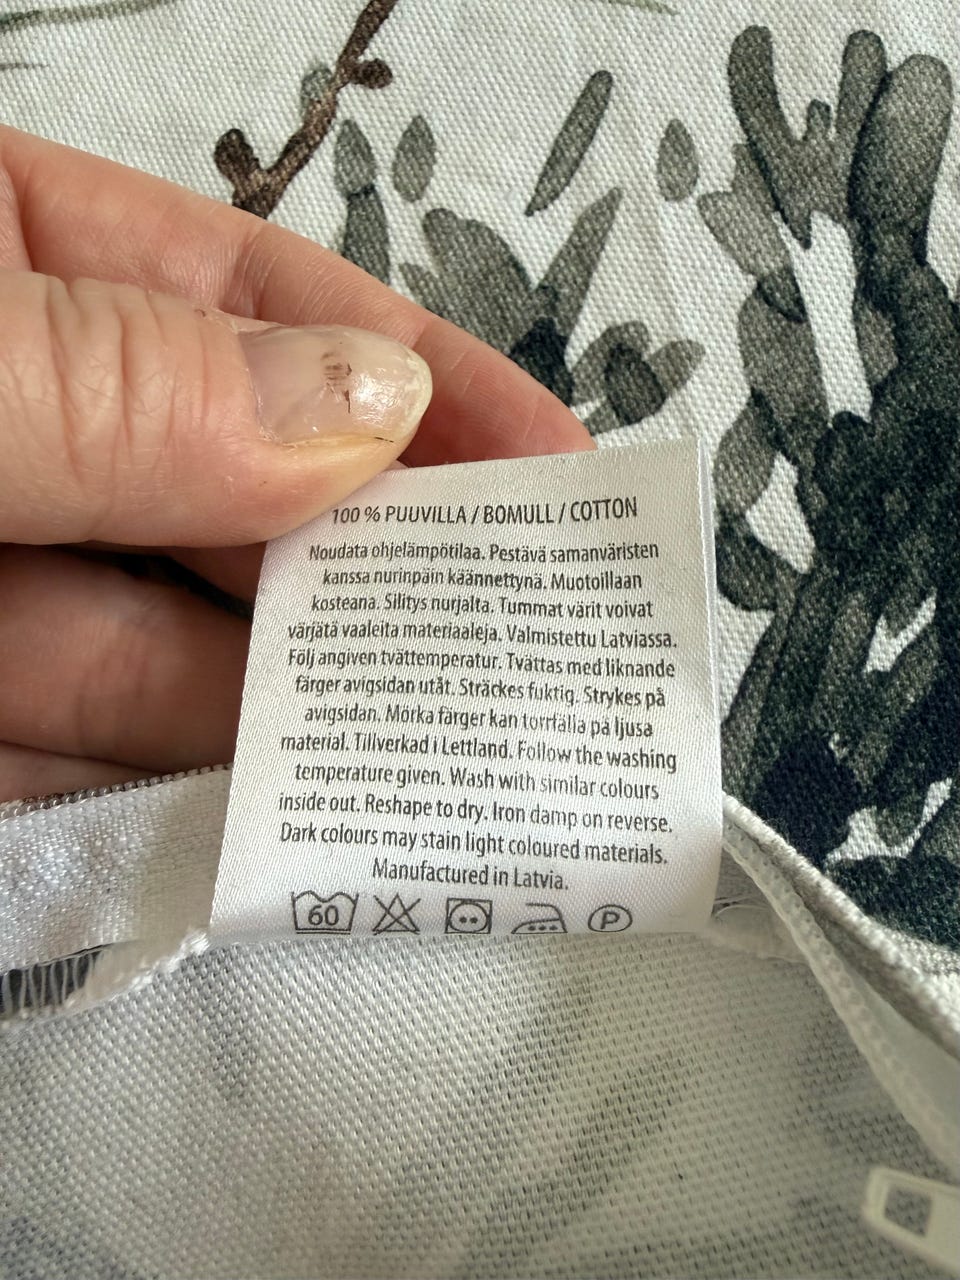 100 % PUUVILLA / BOMULL / COTTON
Noudata ohjelämpötilaa. Pestävä samanväristen
kanssa nurinpäin käännettynä. Muotoillaan
kosteana. Silitys nurjalta. Tummat värit voivat
värjätä vaaleita materiaaleja. Valmistettu Latviassa.
Följ angiven tvättemperatur. Tvättas med liknande
färger avigsidan utåt. Sträckes fuktig. Strykes på
avigsidan. Mörka färger kan torrfälla på ljusa
material. Tillverkad i Lettland. Follow the washing
temperature given. Wash with similar colours
inside out. Reshape to dry. Iron damp on reverse.
Dark colours may stain light coloured materials.
Manufactured in Latvia.
60 P